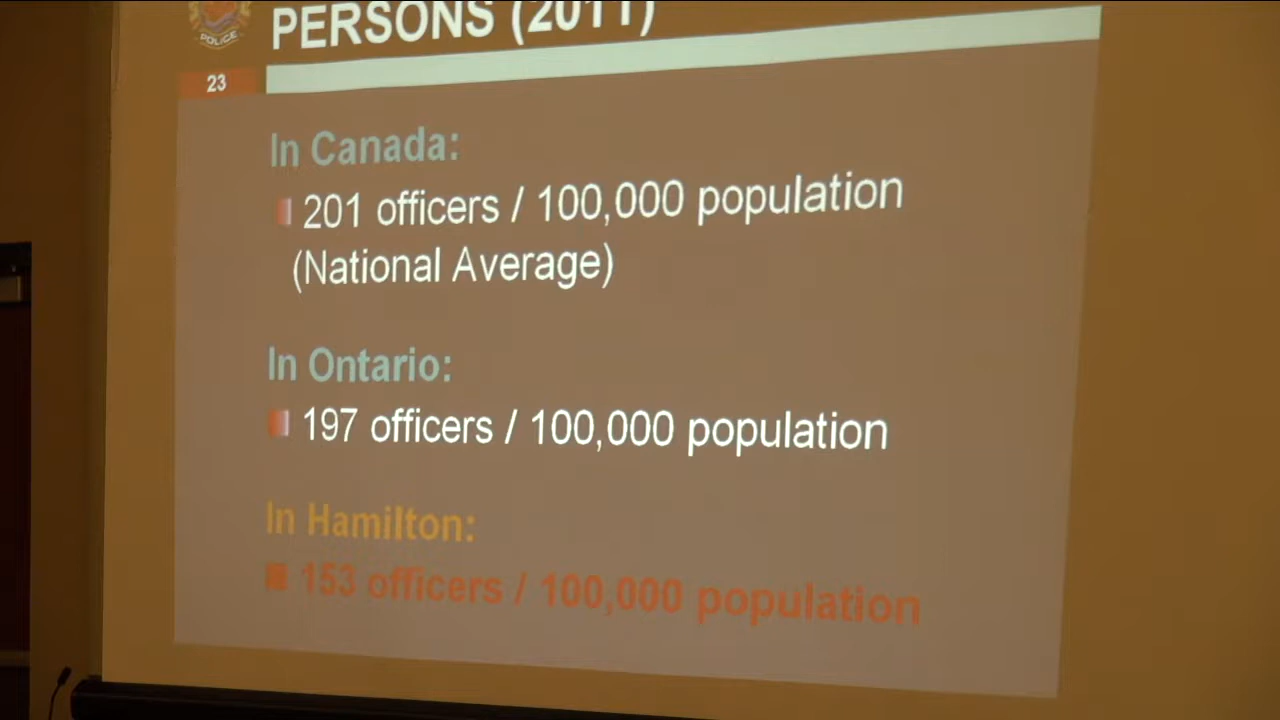 POLICE
PERSONS (2011)
23
In Canada:
201 officers / 100,000 population
(National Average)
In Ontario:
197 officers / 100,000 population
In Hamilton:
153 officers / 100,000 population